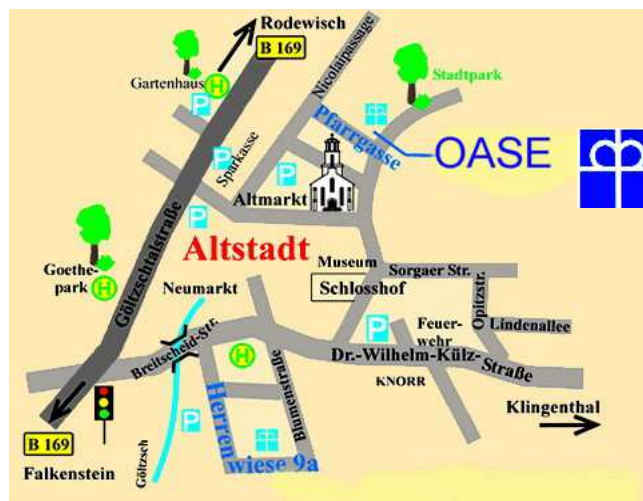 Rodewisch
B 169
Nicolaipassage
Gartenhaus
H
P
Stadtpark
Pfarrgasse
OASE
P
Sparkasse
P
Altmarkt
P
Altstadt
Göltzschtalstraße
Goethe-
park
H
Museum
Schlosshof
Sorgaer Str.
Neumarkt
Opitzstr.
Lindenallee
Breitscheid-Str.
H
P
Feuer-
wehr
Dr.-Wilhelm-Külz-
Straße
KNORR
Blumenstraße
Herren
wiese 9a
P
Klingenthal
B 169
Falkenstein
Göltzsch